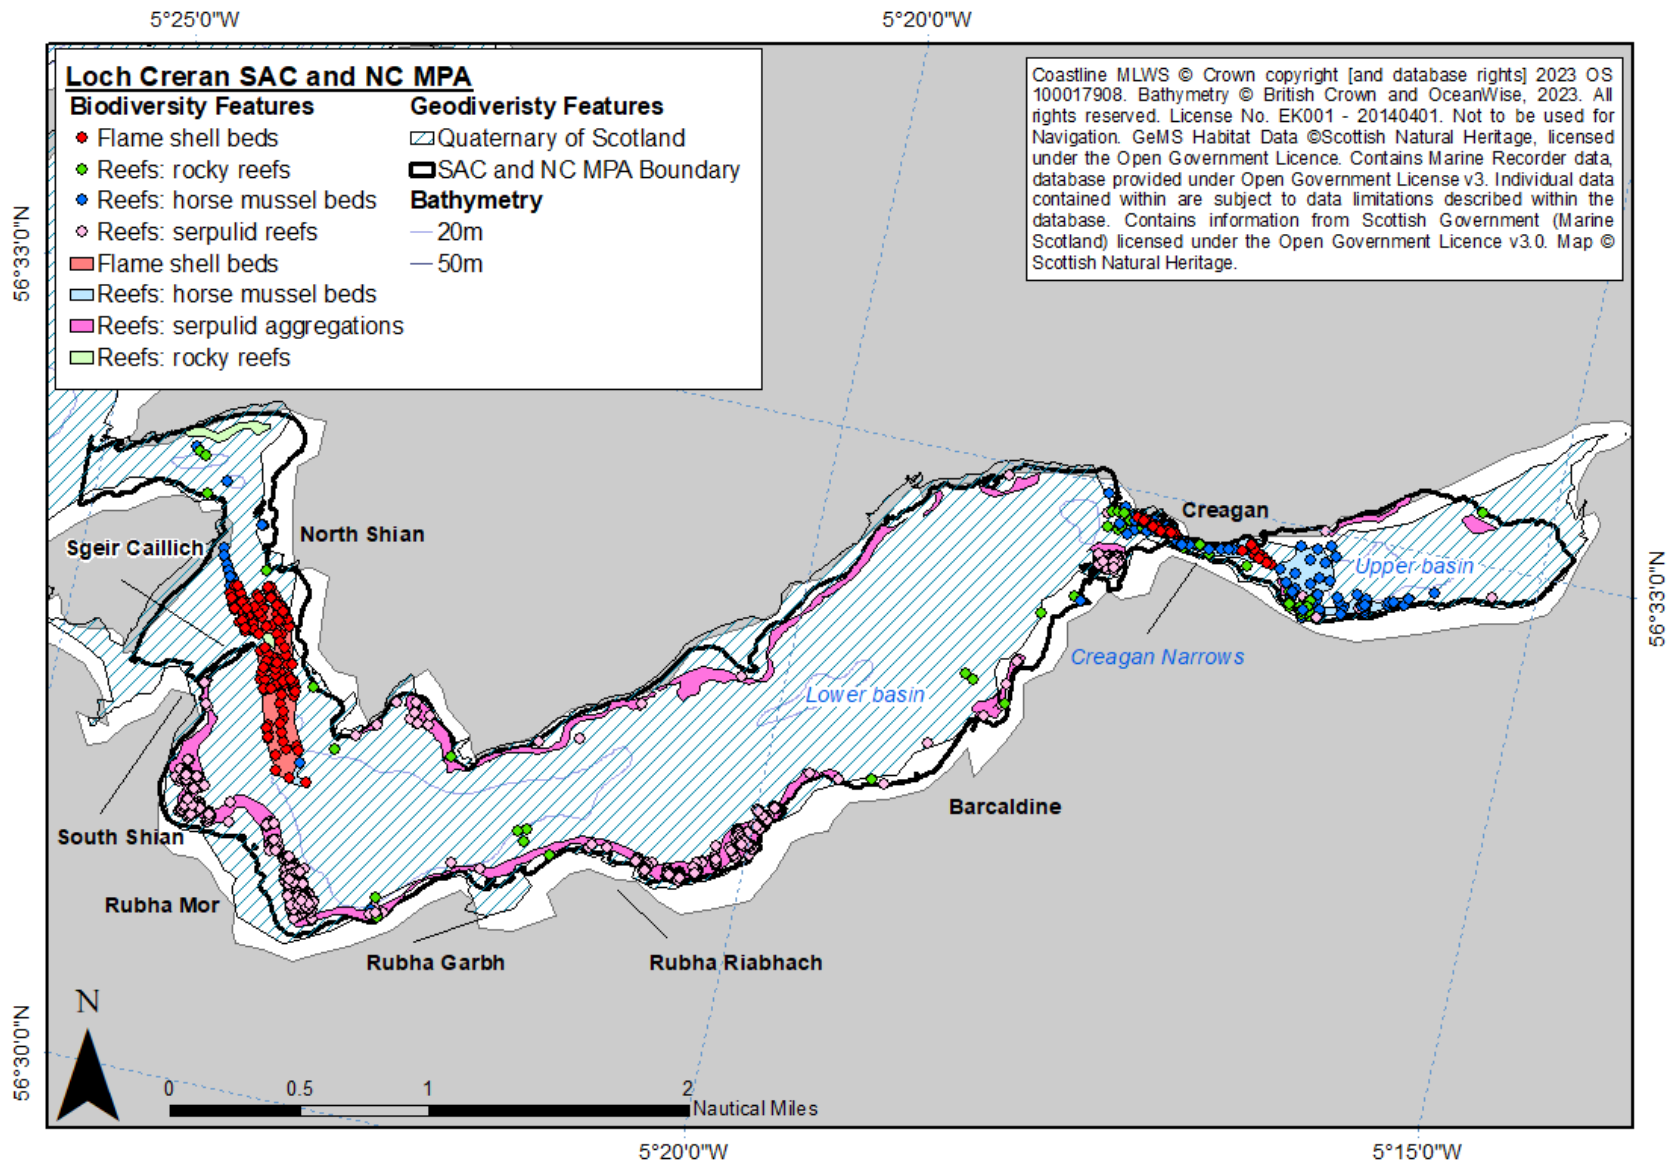 5°25'0"W
5°20'0"W
Loch Creran SAC and NC MPA
Biodiversity Features
Flame shell beds
Reefs: rocky reefs
Reefs: horse mussel beds
Reefs: serpulid reefs
Flame shell beds
Reefs: horse mussel beds
Reefs: serpulid aggregations
Reefs: rocky reefs
Geodiveristy Features
Quaternary of Scotland
SAC and NC MPA Boundary
Bathymetry
20m
50m
Coastline MLWS © Crown copyright [and database rights] 2023 OS
100017908. Bathymetry © British Crown and OceanWise, 2023. All
rights reserved. License No. EK001 - 20140401. Not to be used for
Navigation. GeMS Habitat Data ©Scottish Natural Heritage, licensed
under the Open Government Licence. Contains Marine Recorder data,
database provided under Open Government License v3. Individual data
contained within are subject to data limitations described within the
database. Contains information from Scottish Government (Marine
Scotland) licensed under the Open Government Licence v3.0. Map ©
Scottish Natural Heritage.
56°33'0"N
Creagan
North Shian
Sgeir Caillich
Upper basin
56°33'0"N
Creagan Narrows
Lower basin
Barcaldine
South Shian
Rubha Mor
Rubha Garbh
Rubha Riabhach
N
56°30'0"N
0
0.5
1
2
Nautical Miles
5°20'0"W
5°15'0"W